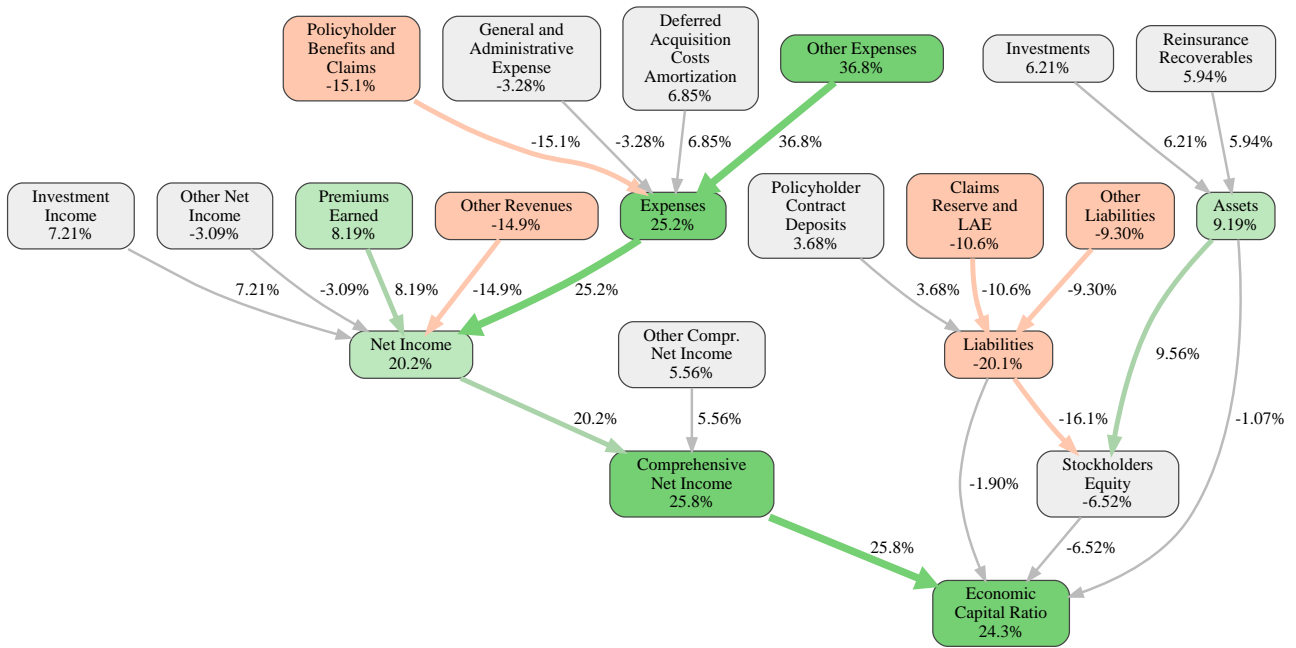 Policyholder
Benefits and
Claims
-15.1%
General and
Administrative
Expense
-3.28%
Deferred
Acquisition
Costs
Amortization
6.85%
Other Expenses
36.8%
Investments
6.21%
Reinsurance
Recoverables
5.94%
-15.1%
-3.28%
6.85%
36.8%
6.21%
5.94%
Investment
Income
7.21%
Other Net
Income
-3.09%
Premiums
Earned
8.19%
Other Revenues
-14.9%
Expenses
25.2%
Policyholder
Contract
Deposits
3.68%
Claims
Reserve and
LAE
-10.6%
Other
Liabilities
-9.30%
Assets
9.19%
7.21%
-3.09%
8.19%
-14.9%
25.2%
3.68%
-10.6%
-9.30%
Net Income
20.2%
Other Compr.
Net Income
5.56%
Liabilities
-20.1%
9.56%
20.2%
5.56%
-16.1%
-1.07%
Comprehensive
Net Income
25.8%
-1.90%
Stockholders
Equity
-6.52%
25.8%
-6.52%
Economic
Capital Ratio
24.3%